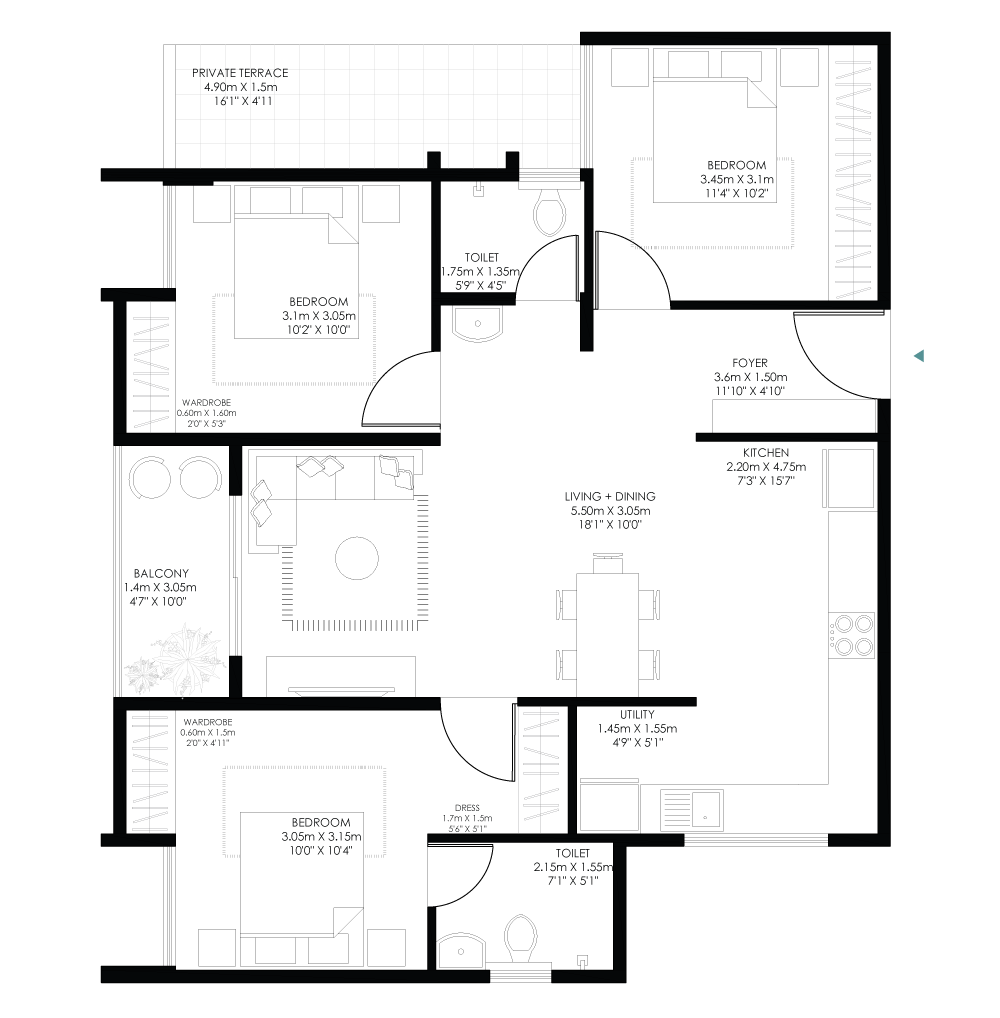 PRIVATE TERRACE
4.90m X 1.5m
16'1" X 4'11
BEDROOM
3.45m X 3.1m
11'4" X 10'2"
TOILET
1.75m X 1.35m
5'9" X 4'5"
BEDROOM
3.1m X 3.05m
10'2" X 10'0"
WARDROBE
0.60m X 1.60m
2'0" X 5'3"
FOYER
3.6m X 1.50m
11'10" X 4'10"
KITCHEN
2.20m X 4.75m
7'3" X 15'7"
LIVING + DINING
5.50m X 3.05m
18'1" X 10'0"
BALCONY
1.4m X 3.05m
4'7" X 10'0"
WARDROBE
0.60m X 1.5m
2'0" X 4'11"
UTILITY
1.45m X 1.55m
4'9" X 5'1"
DRESS
1.7m X 1.5m
5'6" X 5'1"
BEDROOM
3.05m X 3.15m
10'0" X 10'4"
TOILET
2.15m X 1.55m
7'1" X 5'1"